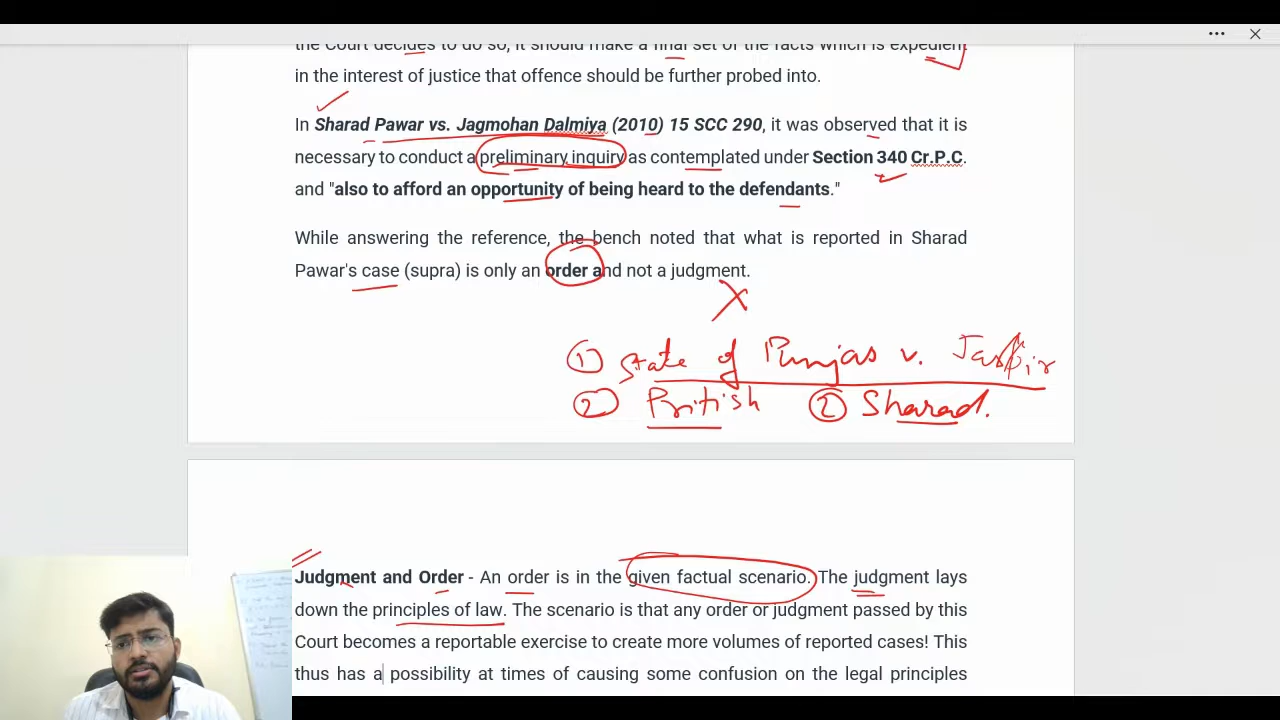 the Court decides to do so, it should make a final set of the facts which is expedient
in the interest of justice that offence should be further probed into.
In Sharad Pawar vs. Jagmohan Dalmiya (2010) 15 SCC 290, it was observed that it is
necessary to conduct a preliminary inquiry as contemplated under Section 340 Cr.P.C.
and "also to afford an opportunity of being heard to the defendants."
While answering the reference, the bench noted that what is reported in Sharad
Pawar's case (supra) is only an order and not a judgment.
① State of Punjab v. Jasbir
② Pritish ② Sharad.
Judgment and Order - An order is in the given factual scenario. The judgment lays
down the principles of law. The scenario is that any order or judgment passed by this
Court becomes a reportable exercise to create more volumes of reported cases! This
thus has a possibility at times of causing some confusion on the legal principles